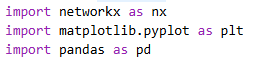 import networkx as nx
import matplotlib.pyplot as plt
import pandas as pd